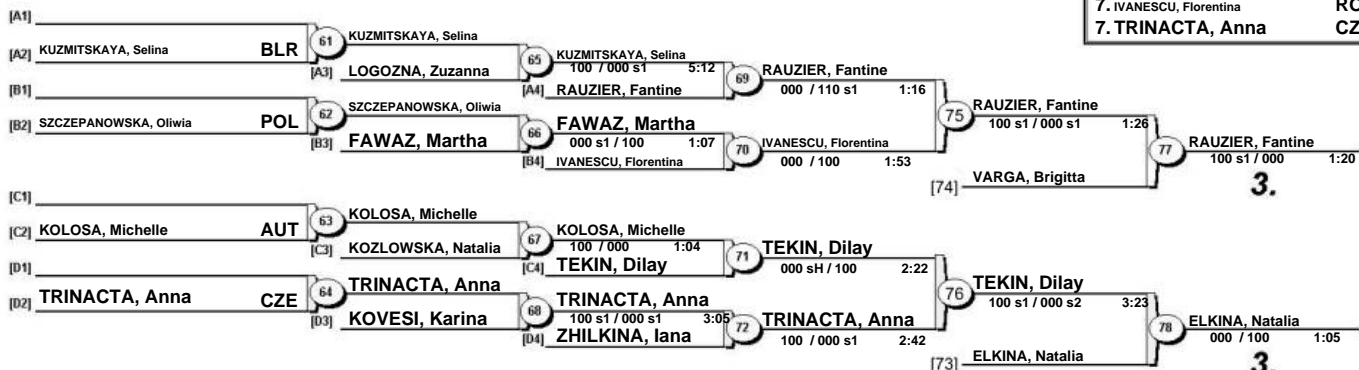 7. IVANESCU, Florentina
7. TRINACTA, Anna CZ
[A1]
[A2] KUZMITSKAYA, Selina BLR
61 KUZMITSKAYA, Selina
[A3] LOGOZNA, Zuzanna
65 KUZMITSKAYA, Selina
100 / 000 s1 5:12
[A4] RAUZIER, Fantine
69 RAUZIER, Fantine
000 / 110 s1 1:16
[B1]
[B2] SZCZEPANOWSKA, Oliwia POL
62 SZCZEPANOWSKA, Oliwia
[B3] FAWAZ, Martha
66 FAWAZ, Martha
000 s1 / 100 1:07
[B4] IVANESCU, Florentina
70 IVANESCU, Florentina
000 / 100 1:53
75 RAUZIER, Fantine
100 s1 / 000 s1 1:26
[74] VARGA, Brigitta
77 RAUZIER, Fantine
100 s1 / 000 1:20
3.
[C1]
[C2] KOLOSA, Michelle AUT
63 KOLOSA, Michelle
[C3] KOZLOWSKA, Natalia
67 KOLOSA, Michelle
100 / 000 1:04
[C4] TEKIN, Dilay
71 TEKIN, Dilay
000 sH / 100 2:22
[D1]
[D2] TRINACTA, Anna CZE
64 TRINACTA, Anna
[D3] KOVESI, Karina
68 TRINACTA, Anna
100 s1 / 000 s1 3:05
[D4] ZHILKINA, Iana
72 TRINACTA, Anna
100 / 000 s1 2:42
76 TEKIN, Dilay
100 s1 / 000 s2 3:23
[73] ELKINA, Natalia
78 ELKINA, Natalia
000 / 100 1:05
3.